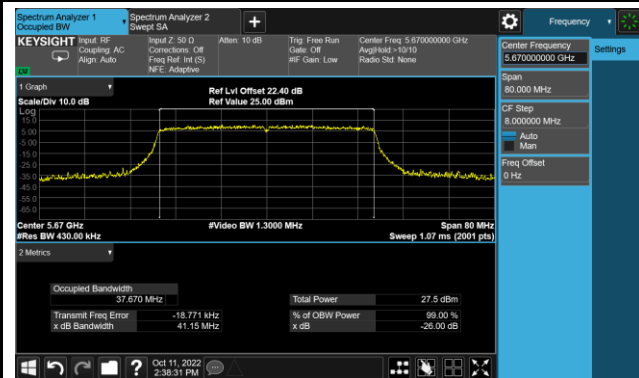 Spectrum Analyzer 1
Occupied BW
Spectrum Analyzer 2
Swept SA
Frequency
KEYSIGHT
Input: RF
Coupling: AC
Align: Auto
Input Z: 50 Ω
Corrections: Off
Freq Ref: Int (S)
NFE: Adaptive
Atten: 10 dB
Trig: Free Run
Gate: Off
#IF Gain: Low
Center Freq: 5.670000000 GHz
Avg|Hold:>10/10
Radio Std: None
Center Frequency
5.670000000 GHz
Settings
Span
80.000 MHz
CF Step
8.000000 MHz
Auto
Man
Freq Offset
0 Hz
1 Graph
Scale/Div 10.0 dB
Ref Lvl Offset 22.40 dB
Ref Value 25.00 dBm
Log
15.0
5.00
-5.00
-15.0
-25.0
-35.0
-45.0
-55.0
-65.0
Center 5.67 GHz
#Video BW 1.3000 MHz
Span 80 MHz
#Res BW 430.00 kHz
Sweep 1.07 ms (2001 pts)
2 Metrics
Occupied Bandwidth
37.670 MHz
Total Power 27.5 dBm
Transmit Freq Error -18.771 kHz
% of OBW Power 99.00 %
x dB Bandwidth 41.15 MHz
x dB -26.00 dB
Oct 11, 2022
2:38:31 PM